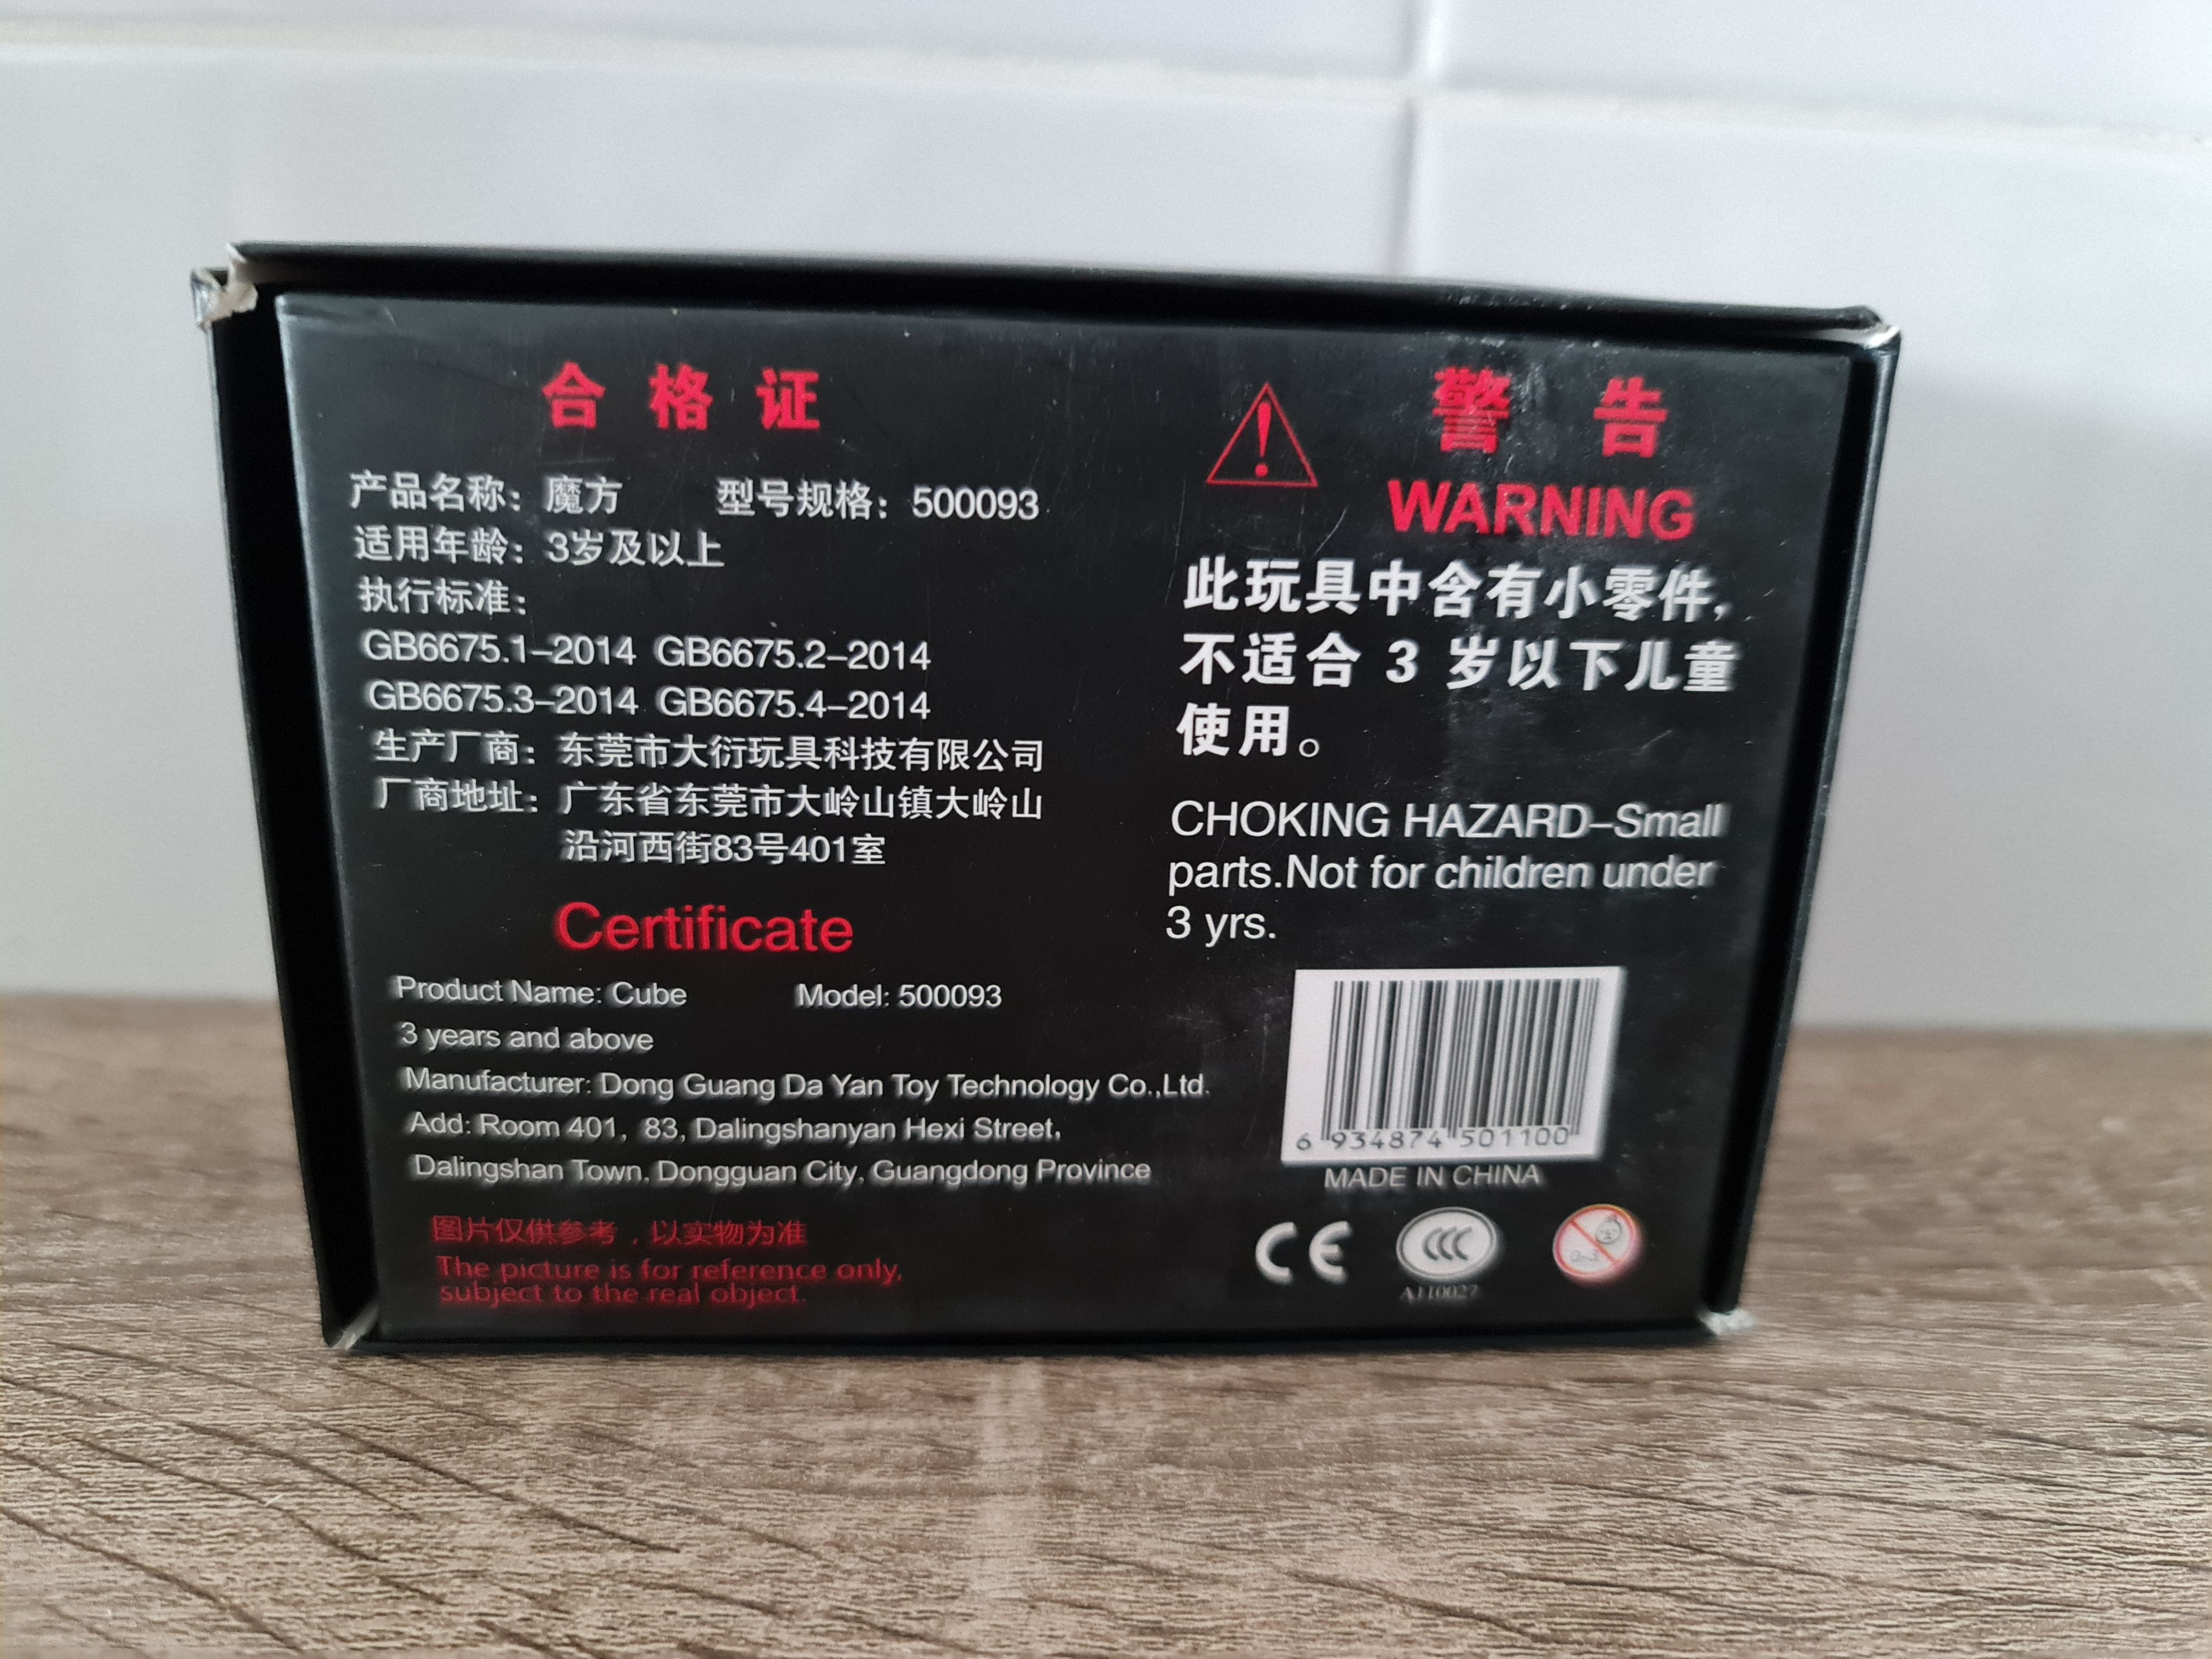 合格证
产品名称：魔方 型号规格：500093
适用年龄：3岁及以上
执行标准：
GB6675.1-2014 GB6675.2-2014
GB6675.3-2014 GB6675.4-2014
生产厂商：东莞市大衍玩具科技有限公司
厂商地址：广东省东莞市大岭山镇大岭山
沿河西街83号401室
Certificate
Product Name: Cube Model: 500093
3 years and above
Manufacturer: Dong Guang Da Yan Toy Technology Co.,Ltd.
Add: Room 401, 83, Dalingshanyan Hexi Street,
Dalingshan Town, Dongguan City, Guangdong Province
图片仅供参考，以实物为准
The picture is for reference only,
subject to the real object.
警告
WARNING
此玩具中含有小零件，
不适合 3 岁以下儿童
使用。
CHOKING HAZARD-Small
parts.Not for children under
3 yrs.
6 934874 501100
MADE IN CHINA
CE CCC 0-3
A110027